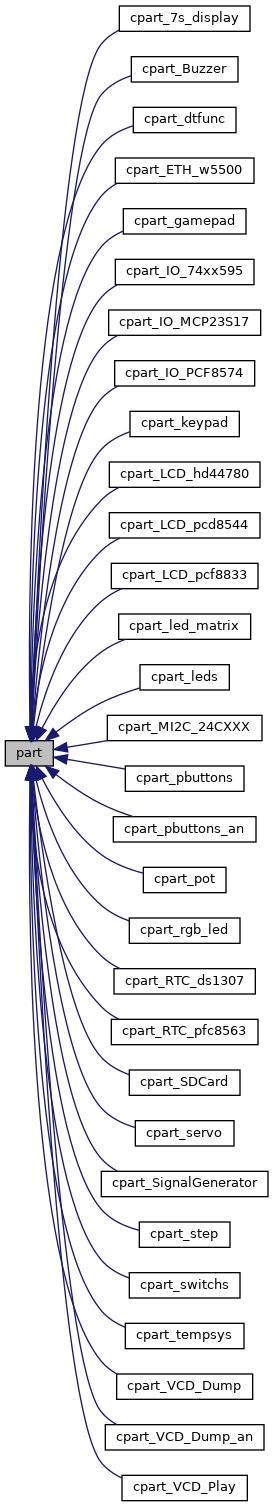 cpart_7s_display
cpart_Buzzer
cpart_dtfunc
cpart_ETH_w5500
cpart_gamepad
cpart_IO_74xx595
cpart_IO_MCP23S17
cpart_IO_PCF8574
cpart_keypad
cpart_LCD_hd44780
cpart_LCD_pcd8544
cpart_LCD_pcf8833
cpart_led_matrix
cpart_leds
cpart_MI2C_24CXXX
part
cpart_pbuttons
cpart_pbuttons_an
cpart_pot
cpart_rgb_led
cpart_RTC_ds1307
cpart_RTC_pfc8563
cpart_SDCard
cpart_servo
cpart_SignalGenerator
cpart_step
cpart_switchs
cpart_tempsys
cpart_VCD_Dump
cpart_VCD_Dump_an
cpart_VCD_Play